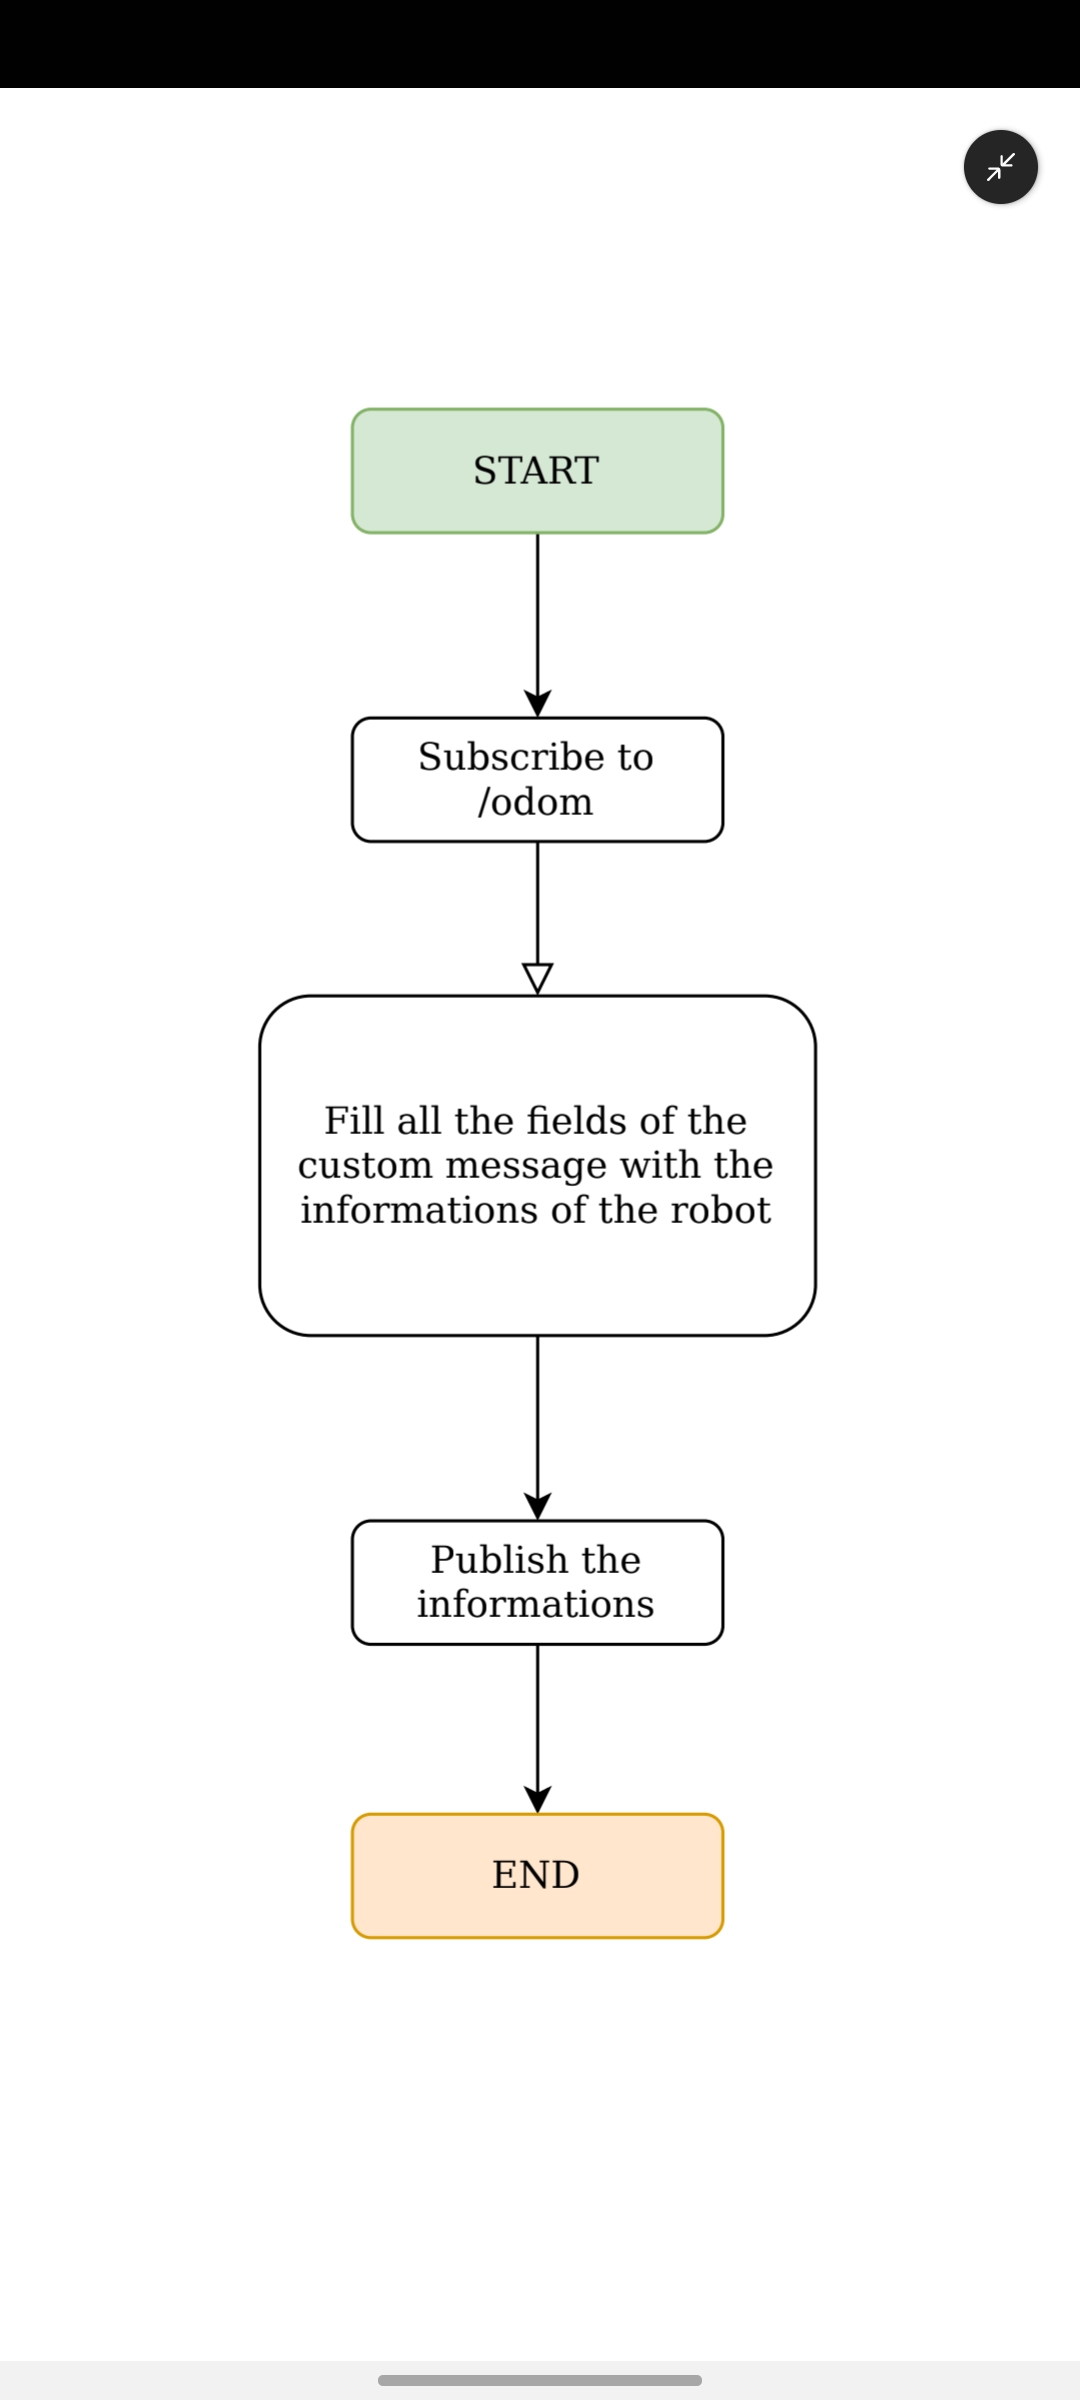 START
Subscribe to
/odom
Fill all the fields of the
custom message with the
informations of the robot
Publish the
informations
END